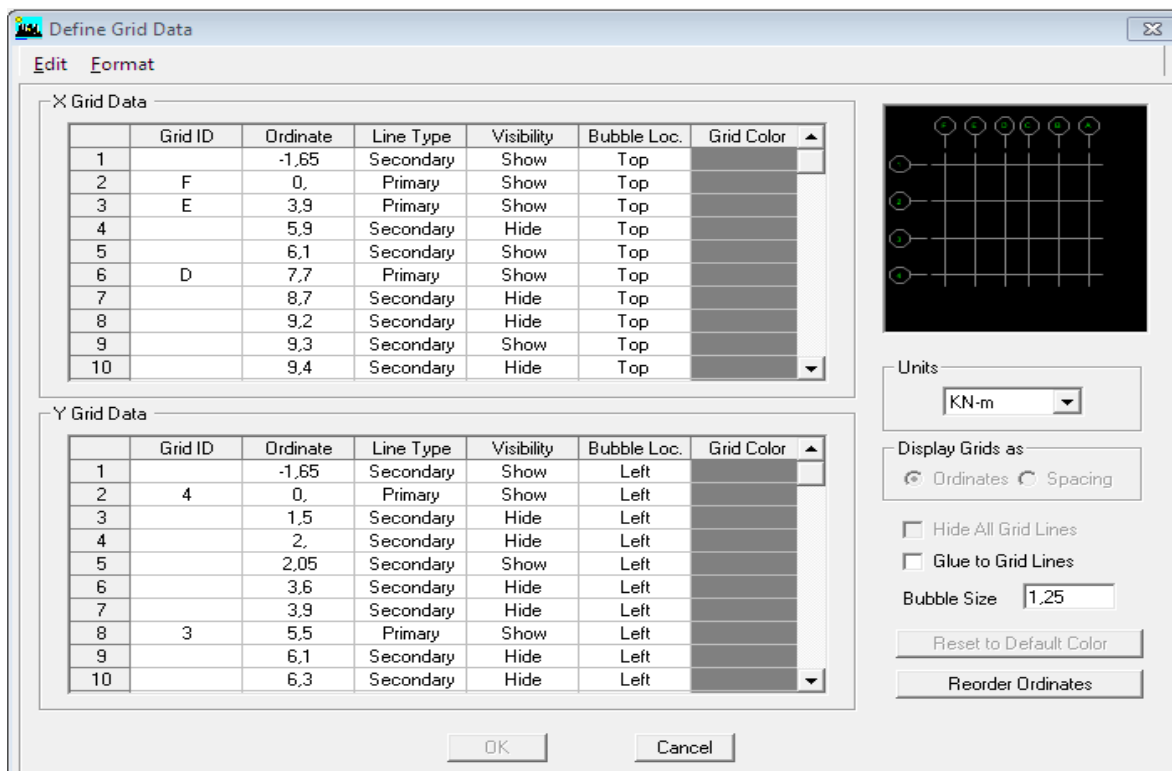 Define Grid Data
Edit Format
X Grid Data
Grid ID Ordinate Line Type Visibility Bubble Loc. Grid Color
1 -1,65 Secondary Show Top
2 F 0, Primary Show Top
3 E 3,9 Primary Show Top
4 5,9 Secondary Hide Top
5 6,1 Secondary Show Top
6 D 7,7 Primary Show Top
7 8,7 Secondary Hide Top
8 9,2 Secondary Hide Top
9 9,3 Secondary Show Top
10 9,4 Secondary Hide Top
Y Grid Data
Grid ID Ordinate Line Type Visibility Bubble Loc. Grid Color
1 -1,65 Secondary Show Left
2 4 0, Primary Show Left
3 1,5 Secondary Hide Left
4 2, Secondary Hide Left
5 2,05 Secondary Show Left
6 3,6 Secondary Hide Left
7 3,9 Secondary Hide Left
8 3 5,5 Primary Show Left
9 6,1 Secondary Hide Left
10 6,3 Secondary Hide Left
F E D C B A
1
2
3
4
Units
KN-m
Display Grids as
Ordinates Spacing
Hide All Grid Lines
Glue to Grid Lines
Bubble Size 1,25
Reset to Default Color
Reorder Ordinates
OK Cancel